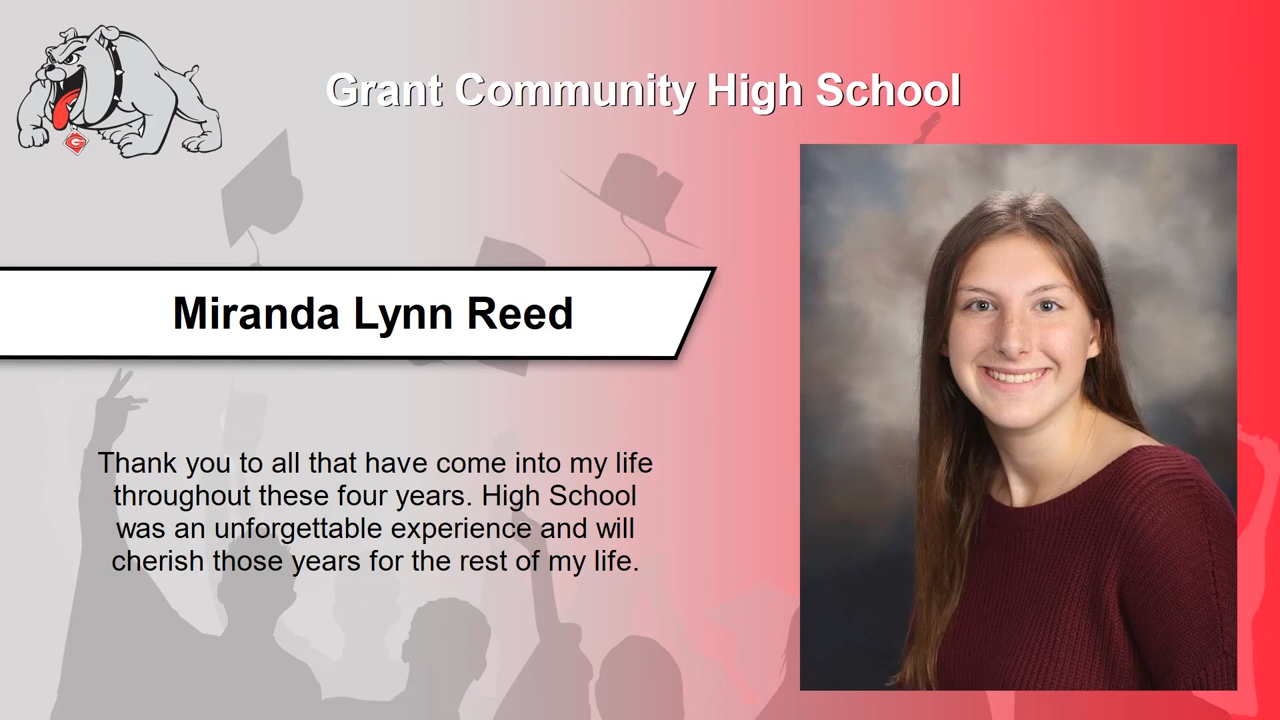 Grant Community High School
Miranda Lynn Reed
Thank you to all that have come into my life
throughout these four years. High School
was an unforgettable experience and will
cherish those years for the rest of my life.
G